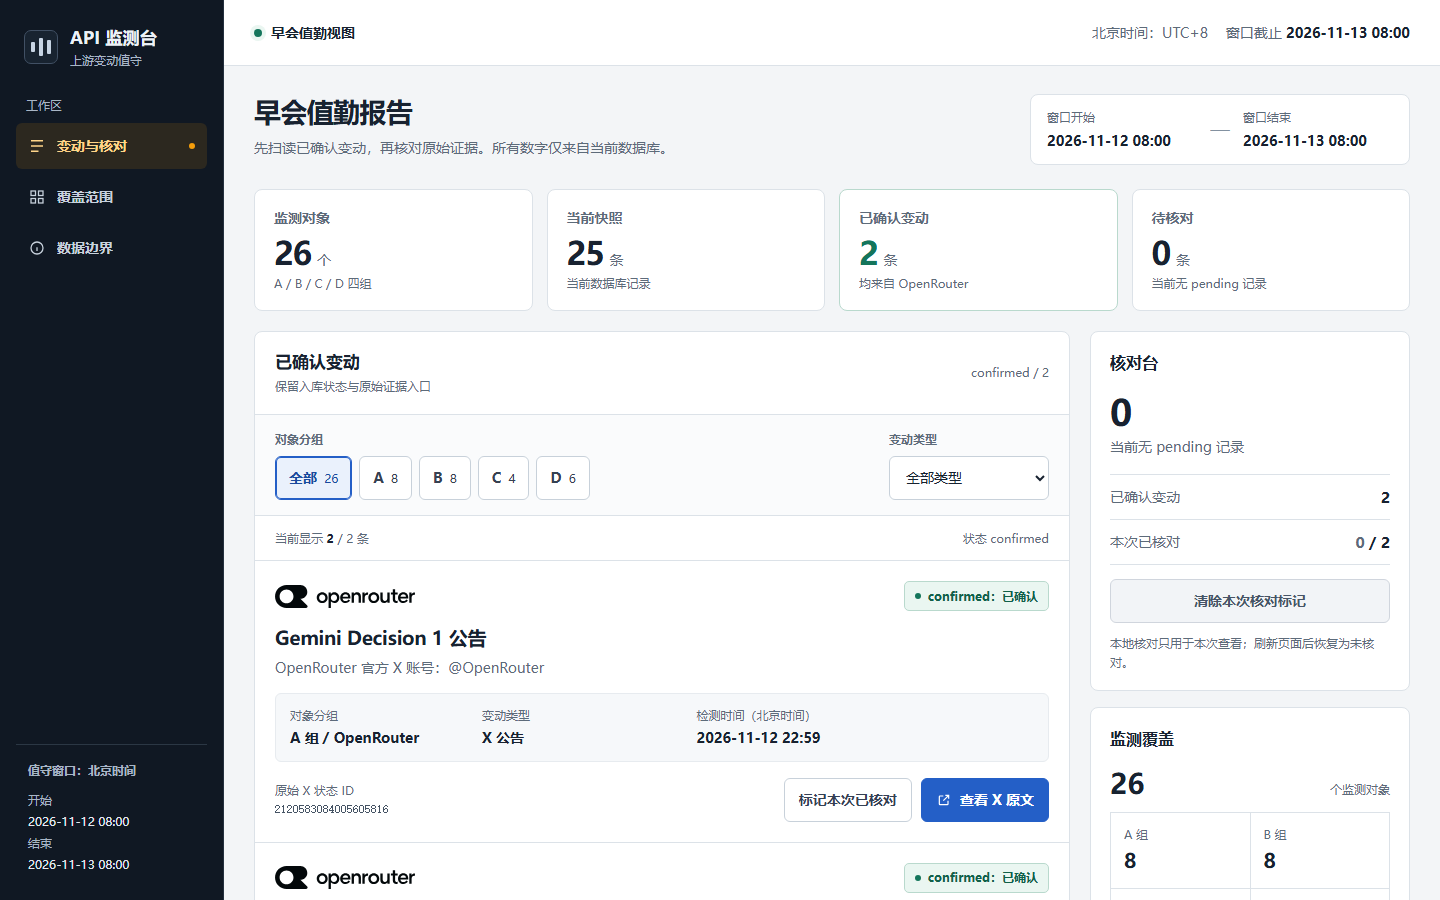 API 监测台
上游变动值守
工作区
变动与核对
覆盖范围
数据边界
值守窗口：北京时间
开始
2026-11-12 08:00
结束
2026-11-13 08:00
早会值勤视图
北京时间：UTC+8 窗口截止 2026-11-13 08:00
早会值勤报告
先扫读已确认变动，再核对原始证据。所有数字仅来自当前数据库。
窗口开始
2026-11-12 08:00
—
窗口结束
2026-11-13 08:00
监测对象
26 个
A / B / C / D 四组
当前快照
25 条
当前数据库记录
已确认变动
2 条
均来自 OpenRouter
待核对
0 条
当前无 pending 记录
已确认变动
保留入库状态与原始证据入口
confirmed / 2
对象分组
全部 26
A 8
B 8
C 4
D 6
变动类型
全部类型
当前显示 2 / 2 条
状态 confirmed
openrouter
confirmed：已确认
Gemini Decision 1 公告
OpenRouter 官方 X 账号：@OpenRouter
对象分组
A 组 / OpenRouter
变动类型
X 公告
检测时间（北京时间）
2026-11-12 22:59
原始 X 状态 ID
2120583084005605816
标记本次已核对
查看 X 原文
openrouter
confirmed：已确认
核对台
0
当前无 pending 记录
已确认变动 2
本次已核对 0 / 2
清除本次核对标记
本地核对只用于本次查看；刷新页面后恢复为未核
对。
监测覆盖
26 个监测对象
A 组
8
B 组
8